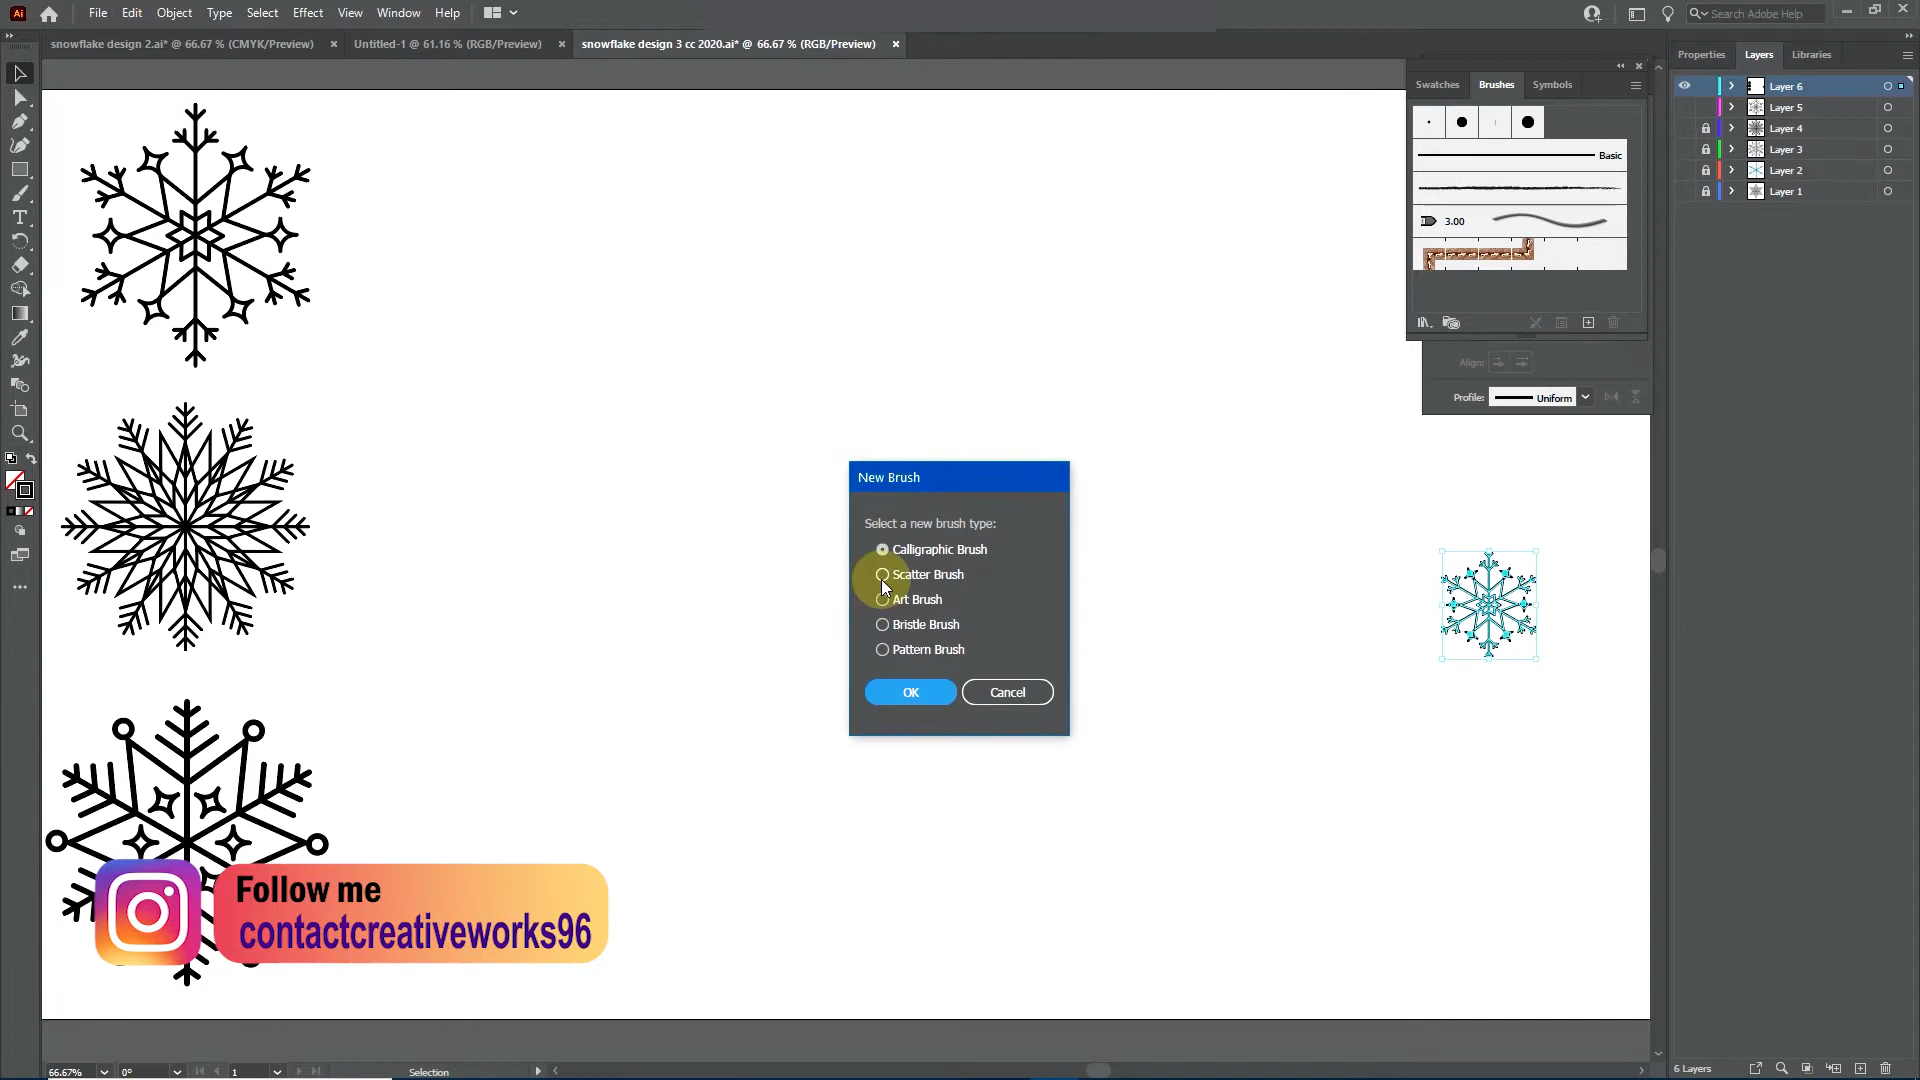 Ai File Edit Object Type Select Effect View Window Help Search Adobe Help
snowflake design 2.ai* @ 66.67 % (CMYK/Preview) × Untitled-1 @ 61.16 % (RGB/Preview) × snowflake design 3 cc 2020.ai* @ 66.67 % (RGB/Preview) ×
Properties Layers Libraries
Swatches Brushes Symbols
Layer 6
Layer 5
Layer 4
Layer 3
Layer 2
Layer 1
Basic
3.00
Align:
Profile: Uniform
New Brush
Select a new brush type:
Calligraphic Brush
Scatter Brush
Art Brush
Bristle Brush
Pattern Brush
OK Cancel
Follow me
contactcreativeworks96
66.67% 0° 1 Selection
6 Layers